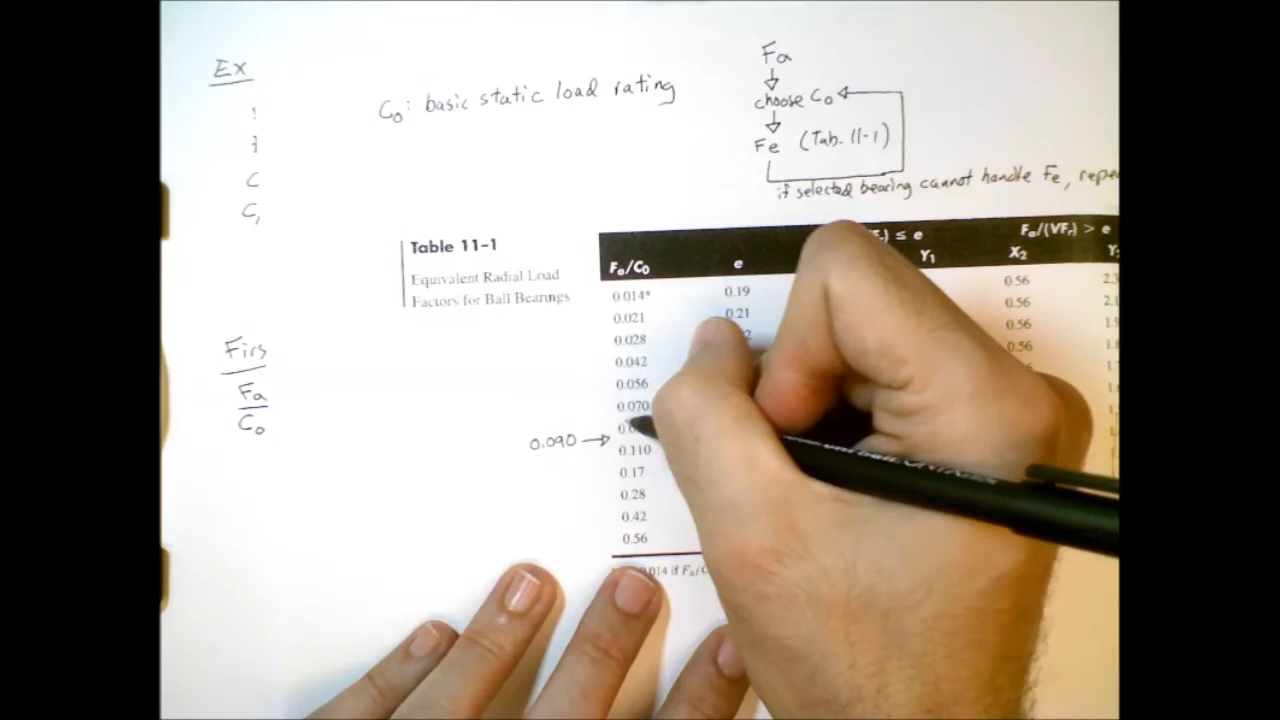 Ex
C
C1
C0: basic static load rating
Fa
choose C0
Fe (Tab. 11-1)
if selected bearing cannot handle Fe,
Table 11-1
Equivalent Radial Load
Factors for Ball Bearings
Fa/C0 e ≤ e Y1 Fa/(VFr) > e X2
0.014* 0.19 0.56
0.021 0.21 0.56
0.028 0.56
0.042 0.56
0.056
0.070
0.110
0.17
0.28
0.42
0.56
0.090
Firs
Fa
C0
0.014 if